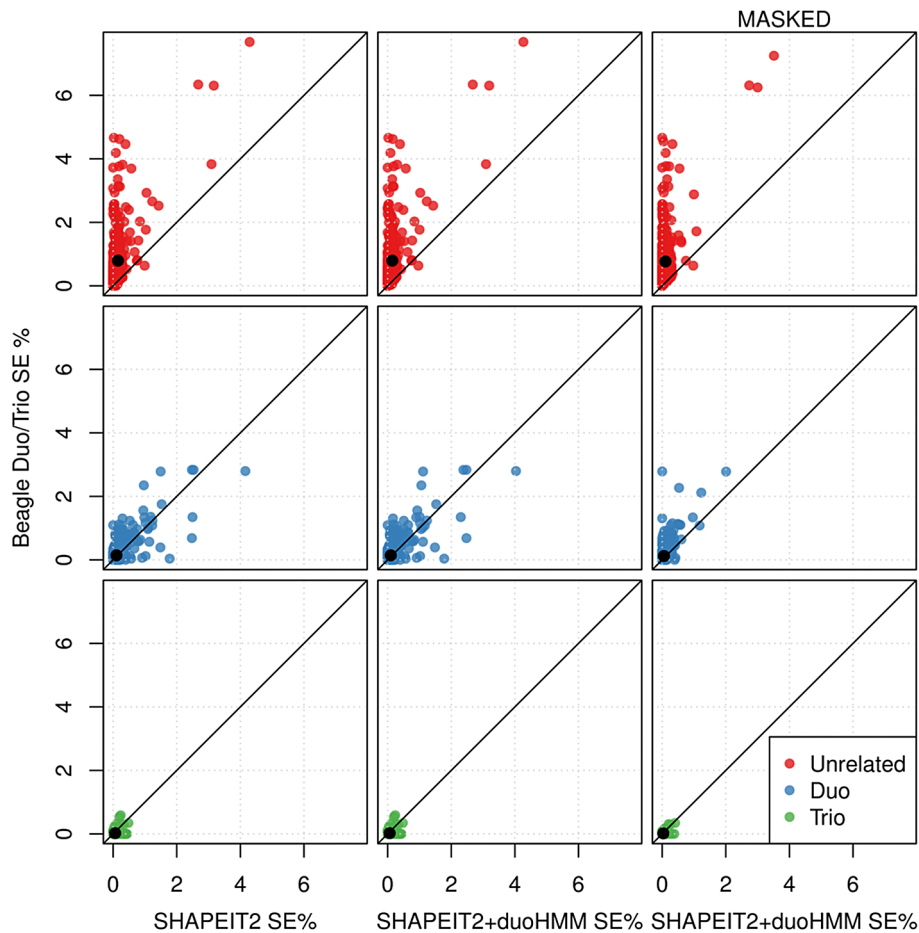 MASKED
Beagle Duo/Trio SE %
6
4
2
0
6
4
2
0
6
4
2
0
Unrelated
Duo
Trio
0 2 4 6 0 2 4 6 0 2 4 6
SHAPEIT2 SE% SHAPEIT2+duoHMM SE% SHAPEIT2+duoHMM SE%